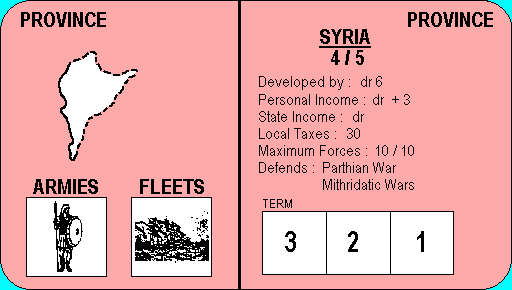 PROVINCE
ARMIES FLEETS
PROVINCE
SYRIA
4 / 5
Developed by : dr 6
Personal Income : dr + 3
State Income : dr
Local Taxes : 30
Maximum Forces : 10 / 10
Defends : Parthian War
Mithridatic Wars
TERM
3 2 1